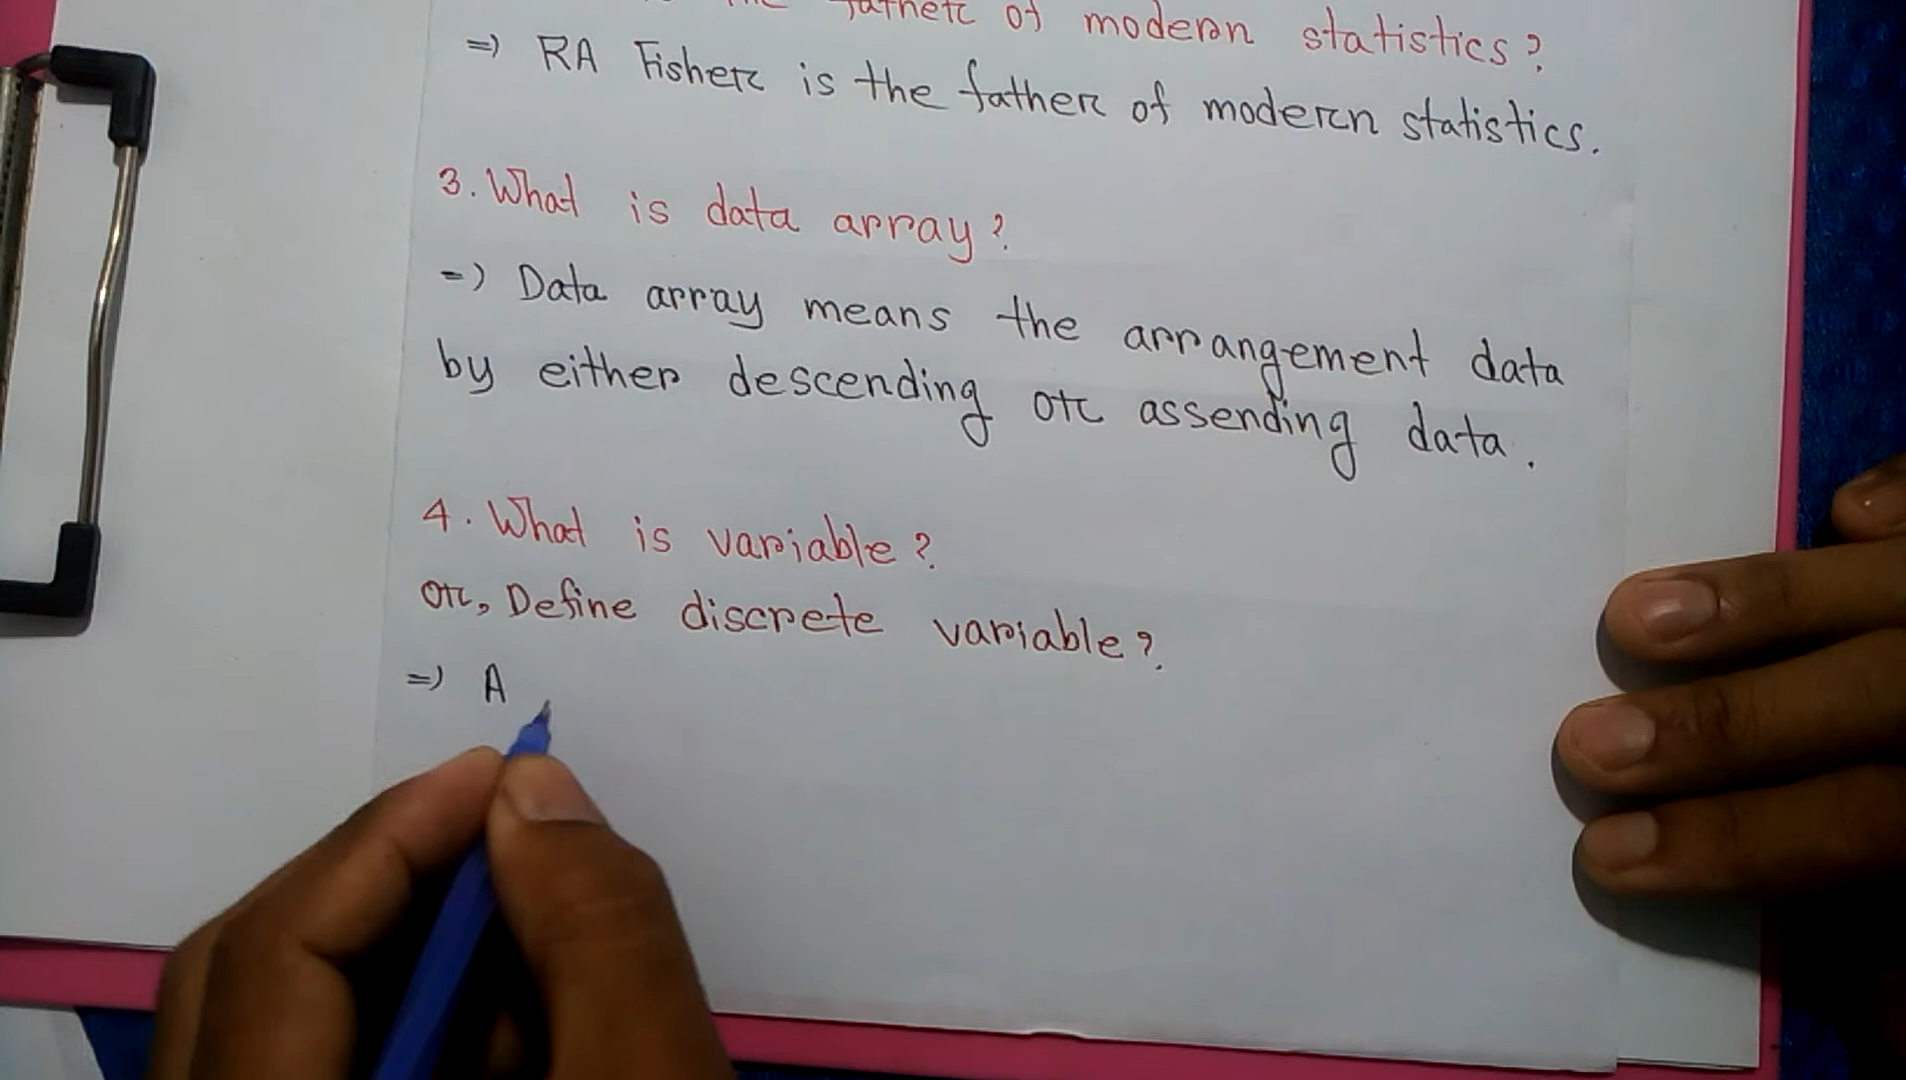 the father of modern statistics?
=> RA Fisher is the father of modern statistics.
3. What is data array?
=> Data array means the arrangement data
by either descending or assending data.
4. What is variable?
or, Define discrete variable?
=> A